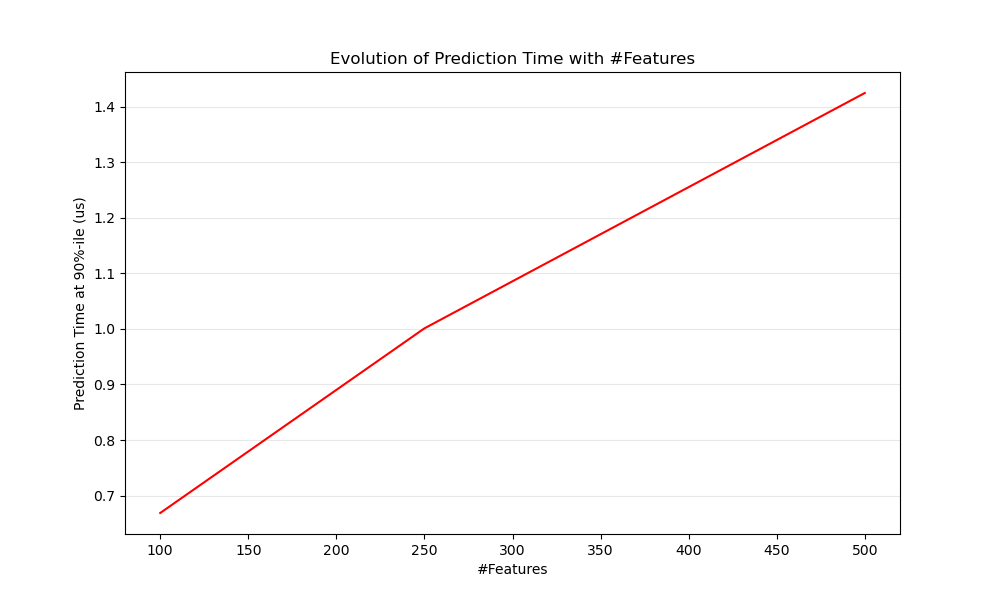 Evolution of Prediction Time with #Features
Prediction Time at 90%-ile (us)
1.4
1.3
1.2
1.1
1.0
0.9
0.8
0.7
100 150 200 250 300 350 400 450 500
#Features